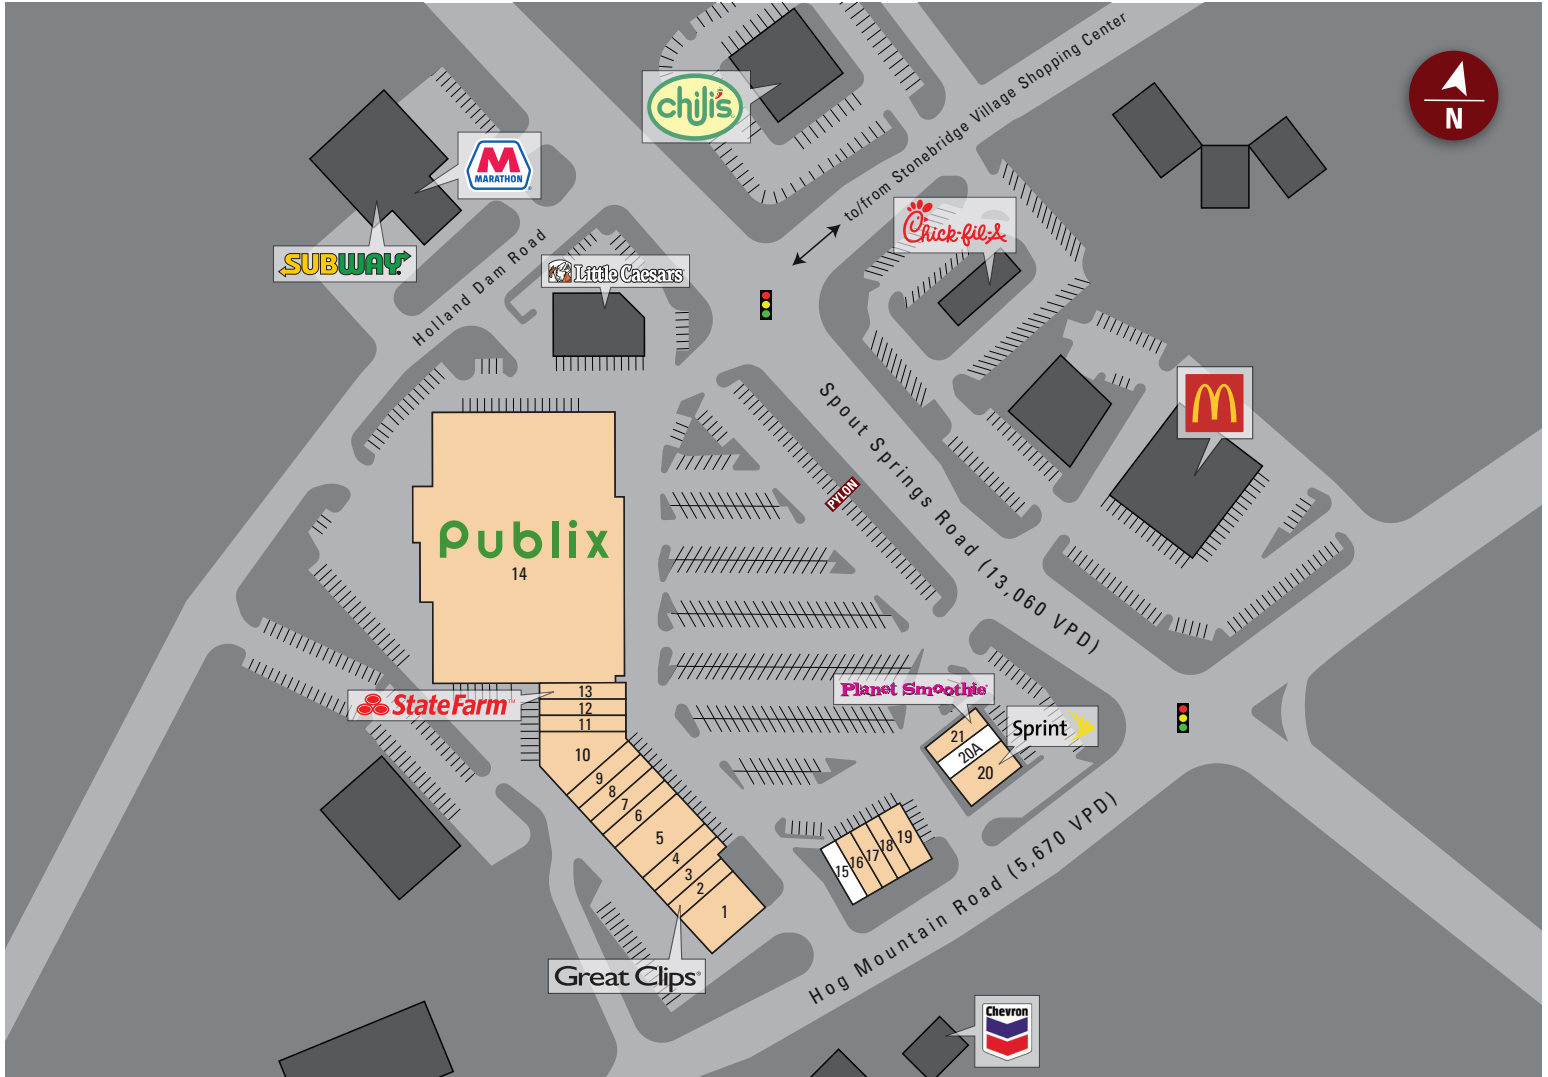 to/from Stonebridge Village Shopping Center
N
chili's
M
MARATHON
SUBWAY
Holland Dam Road
Little Caesars
Chick-fil-A
M
Spout Springs Road (13,060 VPD)
PYLON
Publix
14
State Farm™
13
12
11
10
9
8
7
6
5
4
3
2
1
Planet Smoothie
21
20A
20
Sprint
15
16
17
18
19
Great Clips®
Hog Mountain Road (5,670 VPD)
Chevron